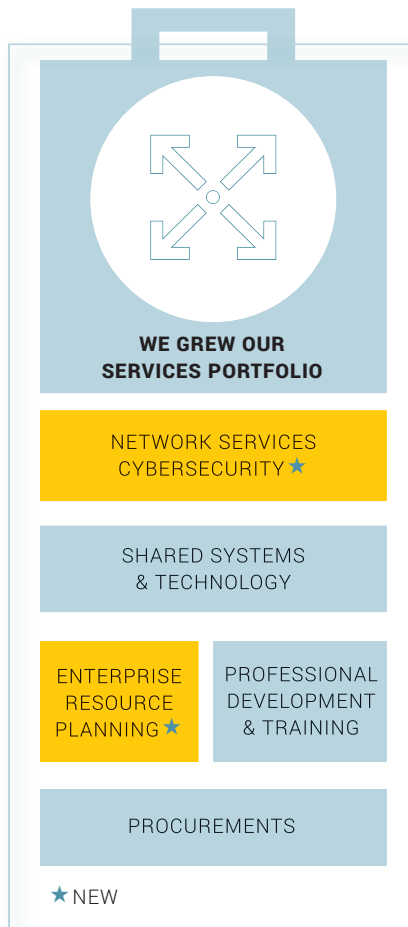 WE GREW OUR
SERVICES PORTFOLIO
NETWORK SERVICES
CYBERSECURITY★
SHARED SYSTEMS
& TECHNOLOGY
ENTERPRISE
RESOURCE
PLANNING★
PROFESSIONAL
DEVELOPMENT
& TRAINING
PROCUREMENTS
★NEW